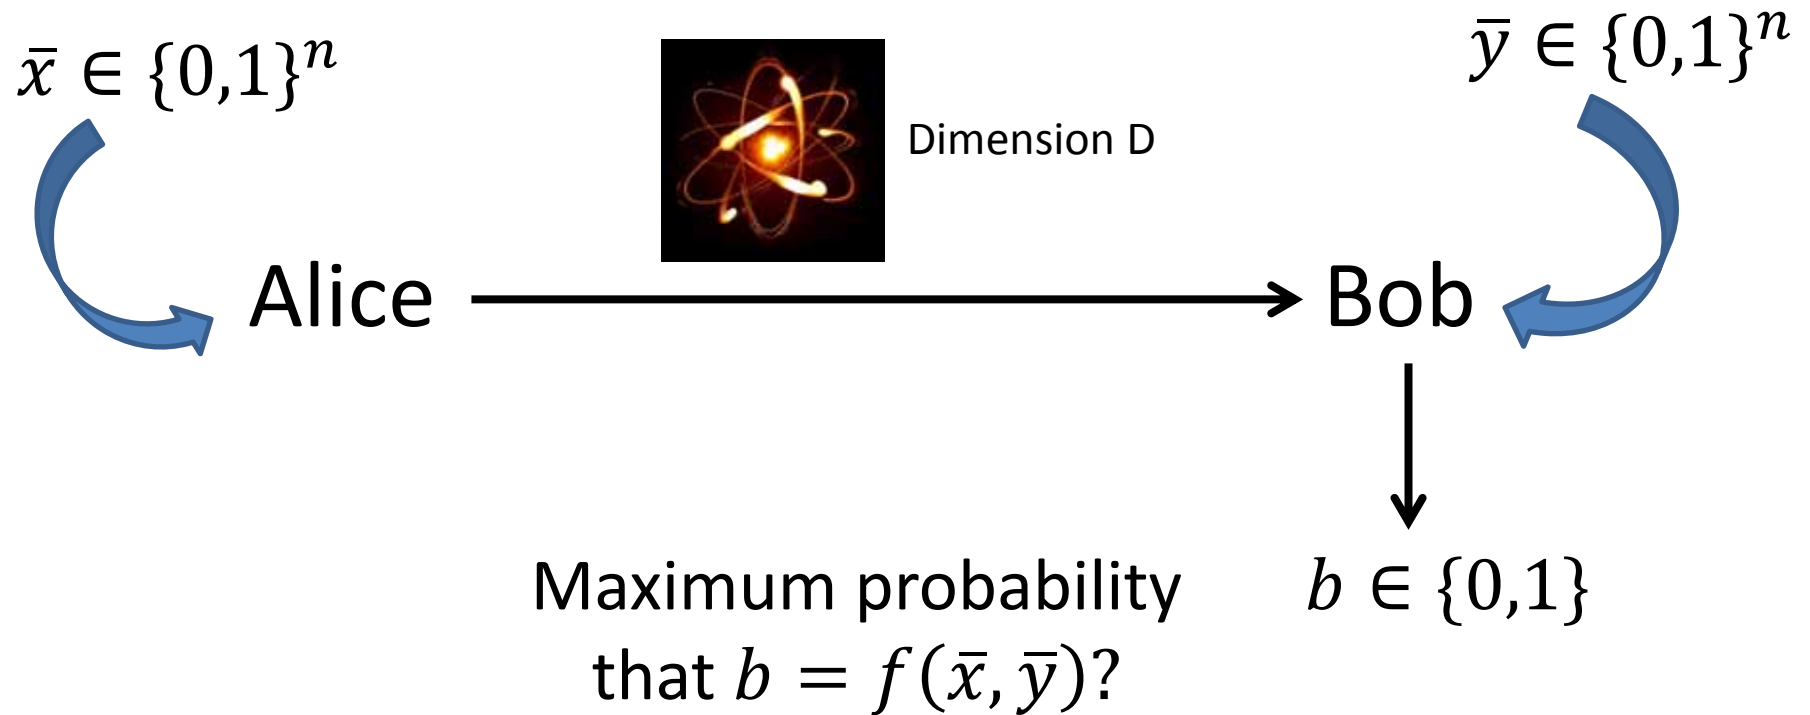 x̄ ∈ {0,1}ⁿ
ȳ ∈ {0,1}ⁿ
Dimension D
Alice
Bob
Maximum probability
that b = f(x̄, ȳ)?
b ∈ {0,1}